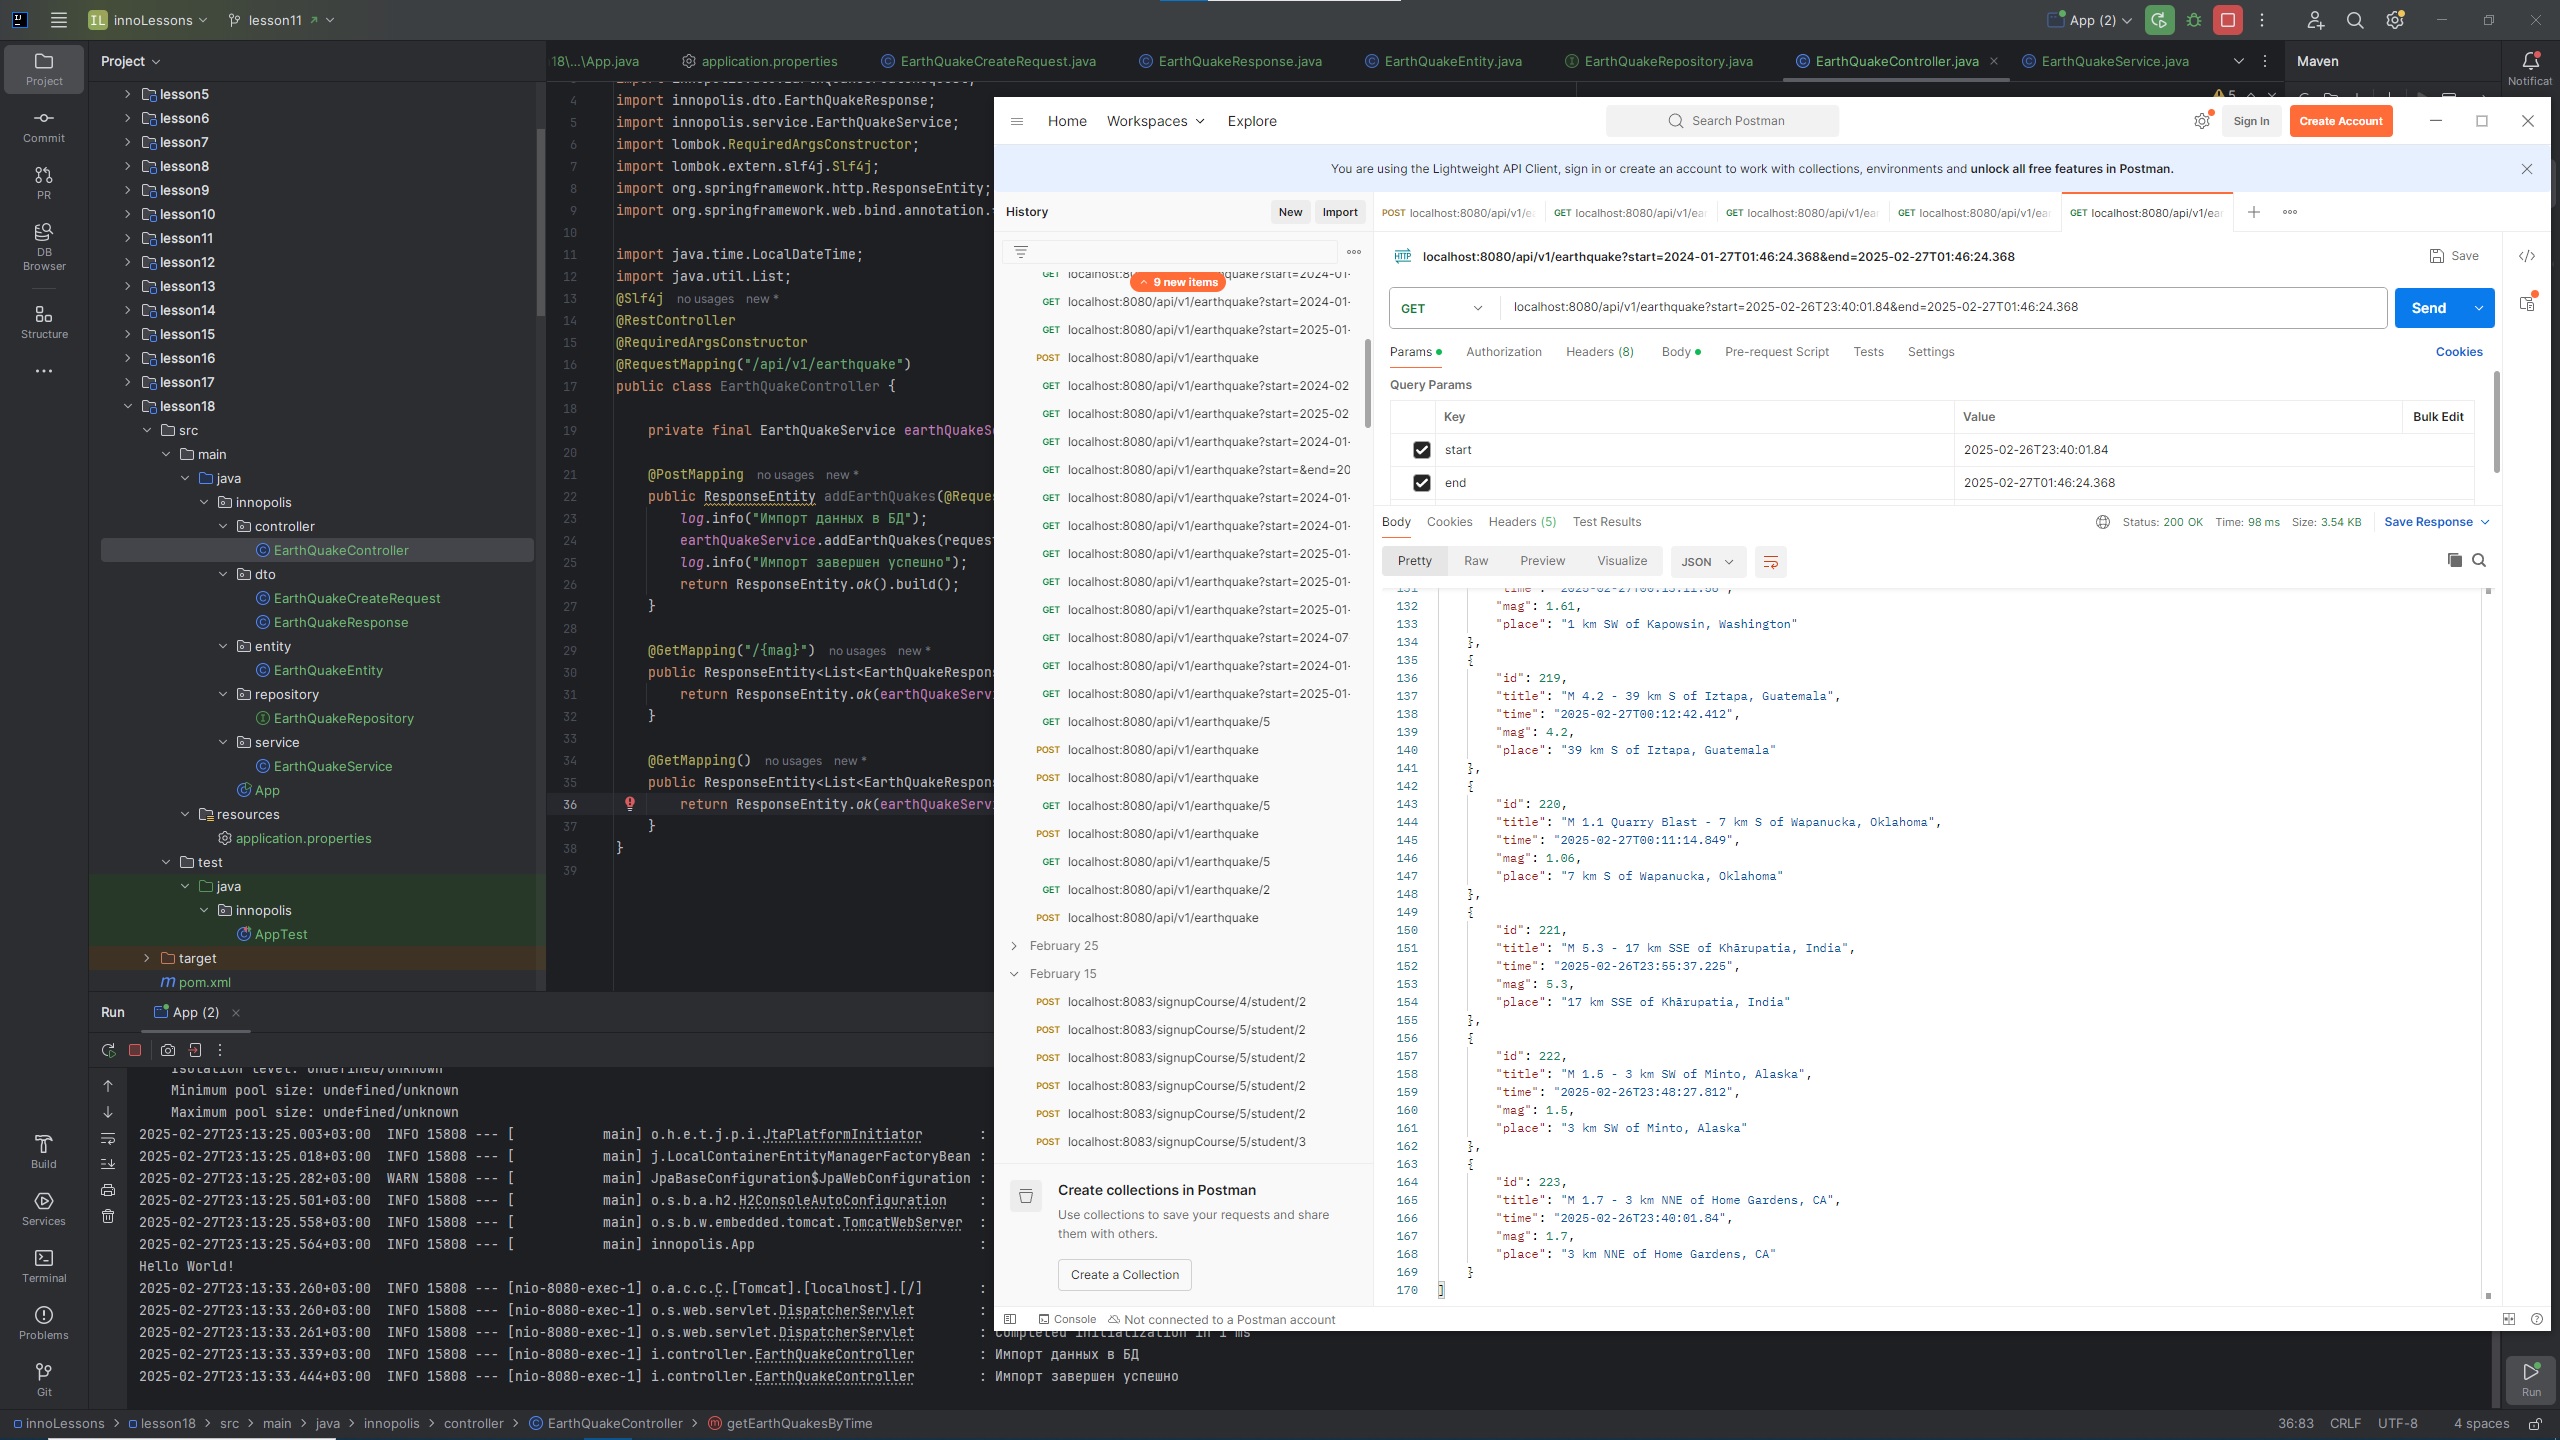 IL innoLessons lesson11 App (2)
Project
18\...\App.java application.properties EarthQuakeCreateRequest.java EarthQuakeResponse.java EarthQuakeEntity.java EarthQuakeRepository.java EarthQuakeController.java EarthQuakeService.java Maven
Project
Commit
PR
DB Browser
Structure
Build
Services
Terminal
Problems
Git
Notificat
Run
lesson5
lesson6
lesson7
lesson8
lesson9
lesson10
lesson11
lesson12
lesson13
lesson14
lesson15
lesson16
lesson17
lesson18
src
main
java
innopolis
controller
EarthQuakeController
dto
EarthQuakeCreateRequest
EarthQuakeResponse
entity
EarthQuakeEntity
repository
EarthQuakeRepository
service
EarthQuakeService
App
resources
application.properties
test
java
innopolis
AppTest
target
pom.xml
4 import innopolis.dto.EarthQuakeResponse;
5 import innopolis.service.EarthQuakeService;
6 import lombok.RequiredArgsConstructor;
7 import lombok.extern.slf4j.Slf4j;
8 import org.springframework.http.ResponseEntity;
9 import org.springframework.web.bind.annotation.
10
11 import java.time.LocalDateTime;
12 import java.util.List;
13 @Slf4j no usages new *
14 @RestController
15 @RequiredArgsConstructor
16 @RequestMapping("/api/v1/earthquake")
17 public class EarthQuakeController {
18
19 private final EarthQuakeService earthQuakeS
20
21 @PostMapping no usages new *
22 public ResponseEntity addEarthQuakes(@Reque
23 log.info("Импорт данных в БД");
24 earthQuakeService.addEarthQuakes(request
25 log.info("Импорт завершен успешно");
26 return ResponseEntity.ok().build();
27 }
28
29 @GetMapping("/{mag}") no usages new *
30 public ResponseEntity<List<EarthQuakeRespon
31 return ResponseEntity.ok(earthQuakeServ
32 }
33
34 @GetMapping() no usages new *
35 public ResponseEntity<List<EarthQuakeRespon
36 return ResponseEntity.ok(earthQuakeServ
37 }
38 }
39
5
Home Workspaces Explore Search Postman Sign In Create Account
You are using the Lightweight API Client, sign in or create an account to work with collections, environments and unlock all free features in Postman.
History New Import
9 new items
GET localhost:8080/api/v1/earthquake?start=2024-01-
GET localhost:8080/api/v1/earthquake?start=2025-01-
POST localhost:8080/api/v1/earthquake
GET localhost:8080/api/v1/earthquake?start=2024-02
GET localhost:8080/api/v1/earthquake?start=2025-02
GET localhost:8080/api/v1/earthquake?start=2024-01-
GET localhost:8080/api/v1/earthquake?start=&end=20
GET localhost:8080/api/v1/earthquake?start=2024-01-
GET localhost:8080/api/v1/earthquake?start=2024-01-
GET localhost:8080/api/v1/earthquake?start=2025-01-
GET localhost:8080/api/v1/earthquake?start=2025-01-
GET localhost:8080/api/v1/earthquake?start=2025-01-
GET localhost:8080/api/v1/earthquake?start=2024-07
GET localhost:8080/api/v1/earthquake?start=2024-01-
GET localhost:8080/api/v1/earthquake?start=2025-01-
GET localhost:8080/api/v1/earthquake/5
POST localhost:8080/api/v1/earthquake
POST localhost:8080/api/v1/earthquake
GET localhost:8080/api/v1/earthquake/5
POST localhost:8080/api/v1/earthquake
GET localhost:8080/api/v1/earthquake/5
GET localhost:8080/api/v1/earthquake/2
POST localhost:8080/api/v1/earthquake
February 25
February 15
POST localhost:8083/signupCourse/4/student/2
POST localhost:8083/signupCourse/5/student/2
POST localhost:8083/signupCourse/5/student/2
POST localhost:8083/signupCourse/5/student/2
POST localhost:8083/signupCourse/5/student/2
POST localhost:8083/signupCourse/5/student/3
Create collections in Postman
Use collections to save your requests and share
them with others.
Create a Collection
Console Not connected to a Postman account
POST localhost:8080/api/v1/ea GET localhost:8080/api/v1/ea GET localhost:8080/api/v1/ear GET localhost:8080/api/v1/ea GET localhost:8080/api/v1/ear
HTTP localhost:8080/api/v1/earthquake?start=2024-01-27T01:46:24.368&end=2025-02-27T01:46:24.368 Save
GET localhost:8080/api/v1/earthquake?start=2025-02-26T23:40:01.84&end=2025-02-27T01:46:24.368 Send
Params Authorization Headers (8) Body Pre-request Script Tests Settings Cookies
Query Params
Key Value Bulk Edit
start 2025-02-26T23:40:01.84
end 2025-02-27T01:46:24.368
Body Cookies Headers (5) Test Results Status: 200 OK Time: 98 ms Size: 3.54 KB Save Response
Pretty Raw Preview Visualize JSON
132 "mag": 1.61,
133 "place": "1 km SW of Kapowsin, Washington"
134 },
135 {
136 "id": 219,
137 "title": "M 4.2 - 39 km S of Iztapa, Guatemala",
138 "time": "2025-02-27T00:12:42.412",
139 "mag": 4.2,
140 "place": "39 km S of Iztapa, Guatemala"
141 },
142 {
143 "id": 220,
144 "title": "M 1.1 Quarry Blast - 7 km S of Wapanucka, Oklahoma",
145 "time": "2025-02-27T00:11:14.849",
146 "mag": 1.06,
147 "place": "7 km S of Wapanucka, Oklahoma"
148 },
149 {
150 "id": 221,
151 "title": "M 5.3 - 17 km SSE of Khārupatia, India",
152 "time": "2025-02-26T23:55:37.225",
153 "mag": 5.3,
154 "place": "17 km SSE of Khārupatia, India"
155 },
156 {
157 "id": 222,
158 "title": "M 1.5 - 3 km SW of Minto, Alaska",
159 "time": "2025-02-26T23:48:27.812",
160 "mag": 1.5,
161 "place": "3 km SW of Minto, Alaska"
162 },
163 {
164 "id": 223,
165 "title": "M 1.7 - 3 km NNE of Home Gardens, CA",
166 "time": "2025-02-26T23:40:01.84",
167 "mag": 1.7,
168 "place": "3 km NNE of Home Gardens, CA"
169 }
170 ]
Run App (2)
Isolation level: undefined/unknown
Minimum pool size: undefined/unknown
Maximum pool size: undefined/unknown
2025-02-27T23:13:25.003+03:00 INFO 15808 --- [ main] o.h.e.t.j.p.i.JtaPlatformInitiator :
2025-02-27T23:13:25.018+03:00 INFO 15808 --- [ main] j.LocalContainerEntityManagerFactoryBean :
2025-02-27T23:13:25.282+03:00 WARN 15808 --- [ main] JpaBaseConfiguration$JpaWebConfiguration :
2025-02-27T23:13:25.501+03:00 INFO 15808 --- [ main] o.s.b.a.h2.H2ConsoleAutoConfiguration :
2025-02-27T23:13:25.558+03:00 INFO 15808 --- [ main] o.s.b.w.embedded.tomcat.TomcatWebServer :
2025-02-27T23:13:25.564+03:00 INFO 15808 --- [ main] innopolis.App :
Hello World!
2025-02-27T23:13:33.260+03:00 INFO 15808 --- [nio-8080-exec-1] o.a.c.c.C.[Tomcat].[localhost].[/] :
2025-02-27T23:13:33.260+03:00 INFO 15808 --- [nio-8080-exec-1] o.s.web.servlet.DispatcherServlet :
2025-02-27T23:13:33.261+03:00 INFO 15808 --- [nio-8080-exec-1] o.s.web.servlet.DispatcherServlet : Completed initialization in 1 ms
2025-02-27T23:13:33.339+03:00 INFO 15808 --- [nio-8080-exec-1] i.controller.EarthQuakeController : Импорт данных в БД
2025-02-27T23:13:33.444+03:00 INFO 15808 --- [nio-8080-exec-1] i.controller.EarthQuakeController : Импорт завершен успешно
innoLessons > lesson18 > src > main > java > innopolis > controller > EarthQuakeController > getEarthQuakesByTime 36:83 CRLF UTF-8 4 spaces